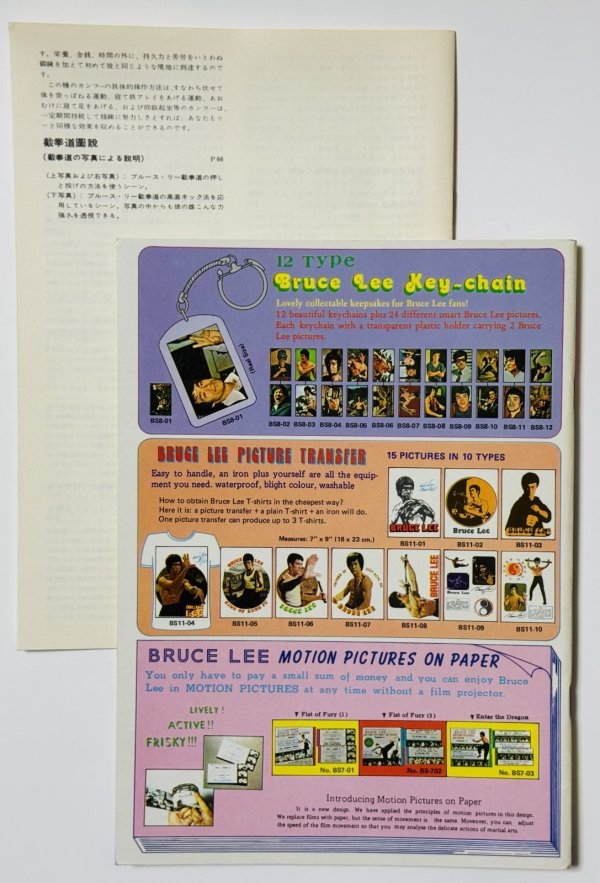 す。栄養、金銭、時間の外に、持久力と苦労をいとわぬ
鍛練を加えて初めて彼と同じような境地に到達するので
す。
この種のカンフーの具体的操作方法は、すなわち伏せて
体を突っぱねる運動、寝て鉄アレイをあげる運動、あお
むけに寝て足をあげる、および仰臥起坐等のカンフーは、
一定期間持続して修練に努力しさえすれば、あなたもリ
ーと同様な効果を収めることができるのです。
截拳道圖說
(截拳道の写真による説明) P 66
(上写真および右写真)：ブルース・リー截拳道の押し
と投げの方法を使うシーン。
(下写真)：ブルース・リー截拳道の高直キック法を応
用しているシーン。写真の中からも彼の雄こんな力
強さを透視できる。
12 TYPE
Bruce Lee Key-chain
Lovely collectable keepsakes for Bruce Lee fans!
12 beautiful keychains plus 24 different smart Bruce Lee pictures.
Each keychain with a transparent plastic holder carrying 2 Bruce
Lee pictures.
(Real Size)
BS8-01
BS8-01
BS8-02 BS8-03 BS8-04 BS8-05 BS8-06 BS8-07 BS8-08 BS8-09 BS8-10 BS8-11 BS8-12
BRUCE LEE PICTURE TRANSFER
15 PICTURES IN 10 TYPES
Easy to handle, an iron plus yourself are all the equip-
ment you need. waterproof, blight colour, washable
How to obtain Bruce Lee T-shirts in the cheapest way?
Here it is: a picture transfer + a plain T-shirt + an iron will do.
One picture transfer can produce up to 3 T-shirts.
BRUCE LEE
Bruce Lee
BRUCE LEE
BS11-01 BS11-02 BS11-03
Measures: 7" x 9" (18 x 23 cm.)
KING OF KUNG FU
BRUCE LEE
BRUCE LEE
Bruce Lee
BS11-04 BS11-05 BS11-06 BS11-07 BS11-08 BS11-09 BS11-10
BRUCE LEE MOTION PICTURES ON PAPER
You only have to pay a small sum of money and you can enjoy Bruce
Lee in MOTION PICTURES at any time without a film projector.
LIVELY!
ACTIVE!!
FRISKY!!!
▼ Fist of Fury (1) ▼ Fist of Fury (2) ▼ Enter the Dragon
No. BS7-01 No. BS-702 No. BS7-03
Introducing Motion Pictures on Paper
It is a new design. We have applied the principles of motion pictures in this design.
We replace films with paper, but the sense of movement is the same. Moreover, you can adjust
the speed of the film movement so that you may analyse the delicate actions of martial arts.